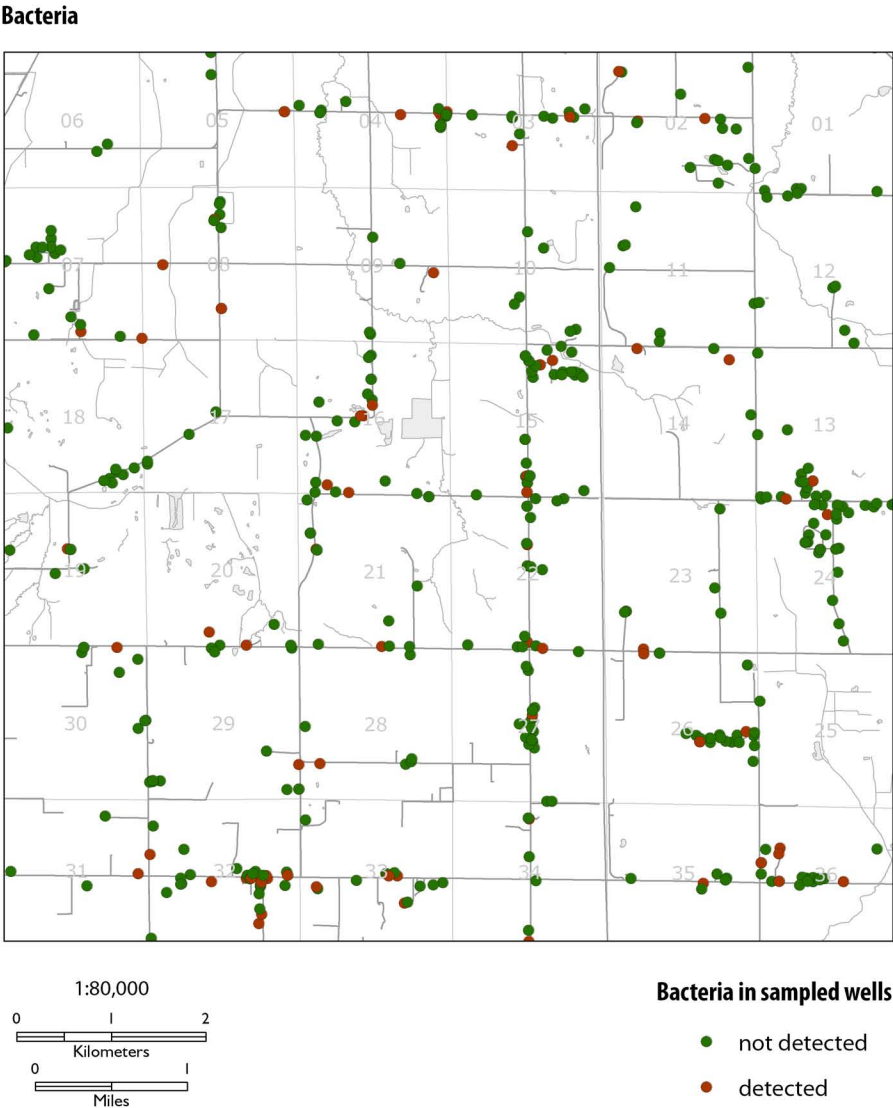 Bacteria
06 05 04 03 02 01
07 08 09 10 11 12
18 17 16 15 14 13
19 20 21 22 23 24
30 29 28 27 26 25
31 32 33 34 35 36
1:80,000
0 1 2
Kilometers
0 1
Miles
Bacteria in sampled wells
not detected
detected